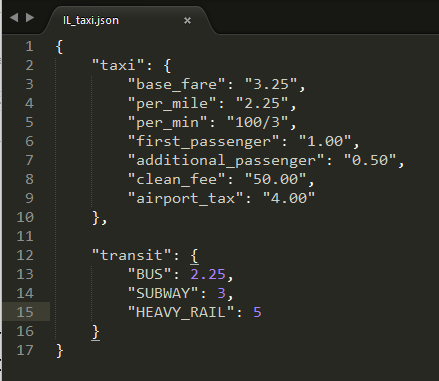 IL_taxi.json
1 {
2     "taxi": {
3         "base_fare": "3.25",
4         "per_mile": "2.25",
5         "per_min": "100/3",
6         "first_passenger": "1.00",
7         "additional_passenger": "0.50",
8         "clean_fee": "50.00",
9         "airport_tax": "4.00"
10     },
11
12     "transit": {
13         "BUS": 2.25,
14         "SUBWAY": 3,
15         "HEAVY_RAIL": 5
16     }
17 }